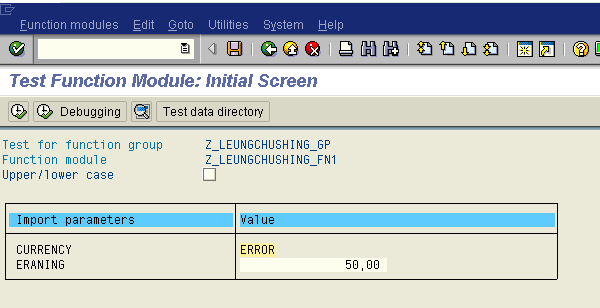 Function modules Edit Goto Utilities System Help
Test Function Module: Initial Screen
Debugging Test data directory
Test for function group Z_LEUNGCHUSHING_GP
Function module Z_LEUNGCHUSHING_FN1
Upper/lower case
Import parameters Value
CURRENCY ERROR
ERANING 50,00